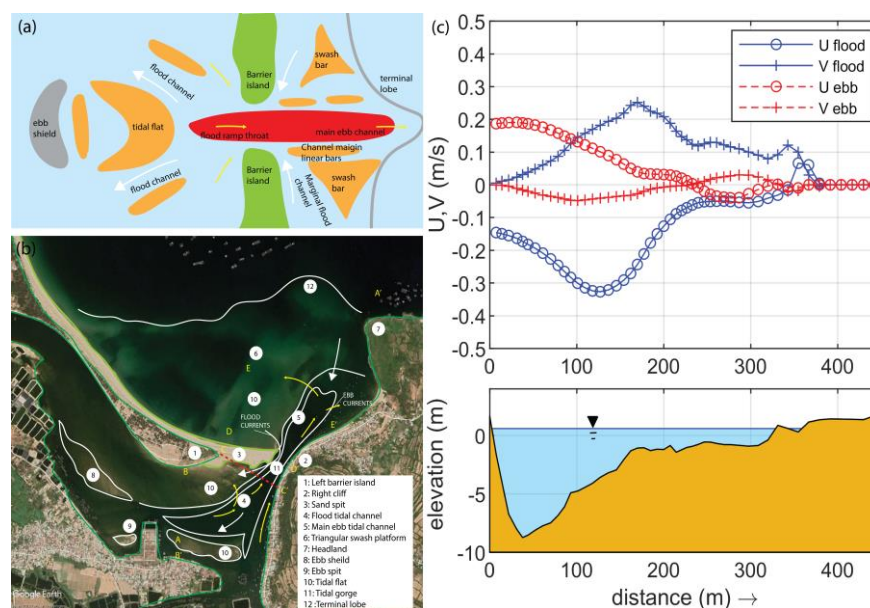 (a)
flood channel
Barrier
island
swash
bar
terminal
lobe
ebb
shield
tidal flat
flood ramp throat
main ebb channel
Channel maigin
linear bars
flood channel
Barrier
island
Marginal flood
channel
swash
bar
(b)
12
A'
7
6
E
10
FLOOD
CURRENTS
EBB
CURRENTS
5
E'
D
1
3
B
11
2
C
8
10
4
9
A
B'
10
1: Left barrier island
2: Right cliff
3: Sand spit
4: Flood tidal channel
5: Main ebb tidal channel
6: Triangular swash platform
7: Headland
8: Ebb sheild
9: Ebb spit
10: Tidal flat
11: Tidal gorge
12 :Terminal lobe
Google Earth
(c)
U flood
V flood
U ebb
V ebb
U,V (m/s)
0.5
0.4
0.3
0.2
0.1
0
-0.1
-0.2
-0.3
-0.4
-0.5
0
100
200
300
400
elevation (m)
0
-5
-10
0
100
200
300
400
distance (m) →